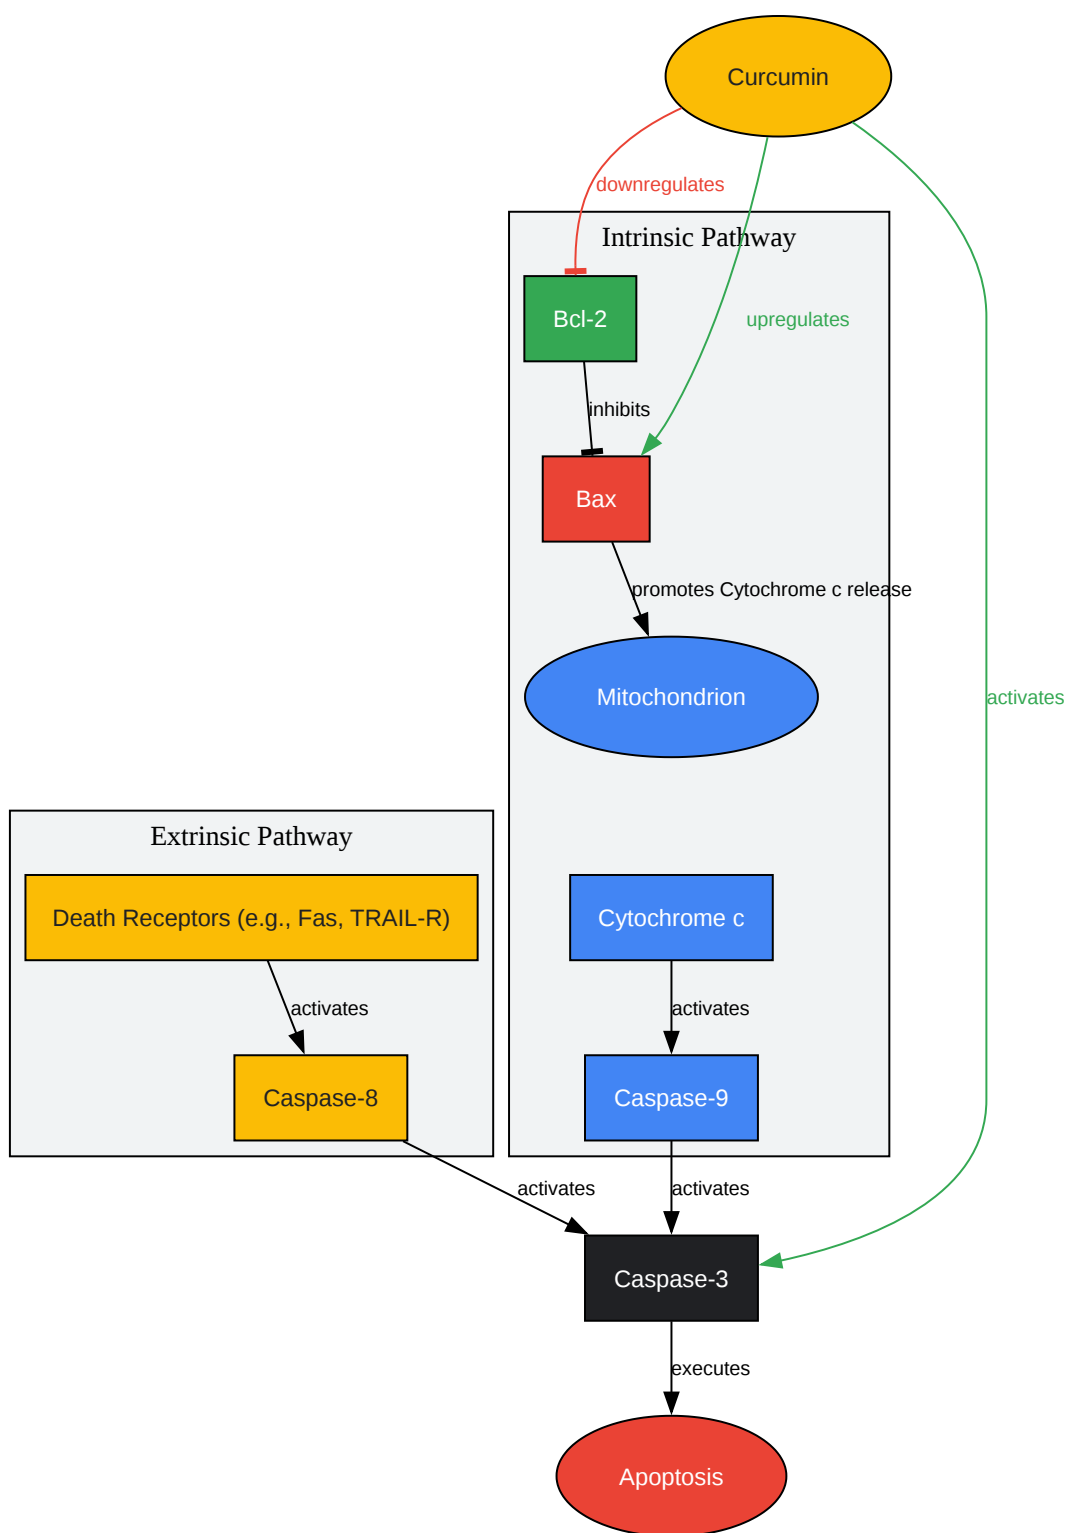 Curcumin
downregulates
Intrinsic Pathway
Bcl-2
upregulates
inhibits
Bax
promotes Cytochrome c release
Mitochondrion
activates
Extrinsic Pathway
Death Receptors (e.g., Fas, TRAIL-R)
Cytochrome c
activates
activates
Caspase-8
Caspase-9
activates
activates
Caspase-3
executes
Apoptosis